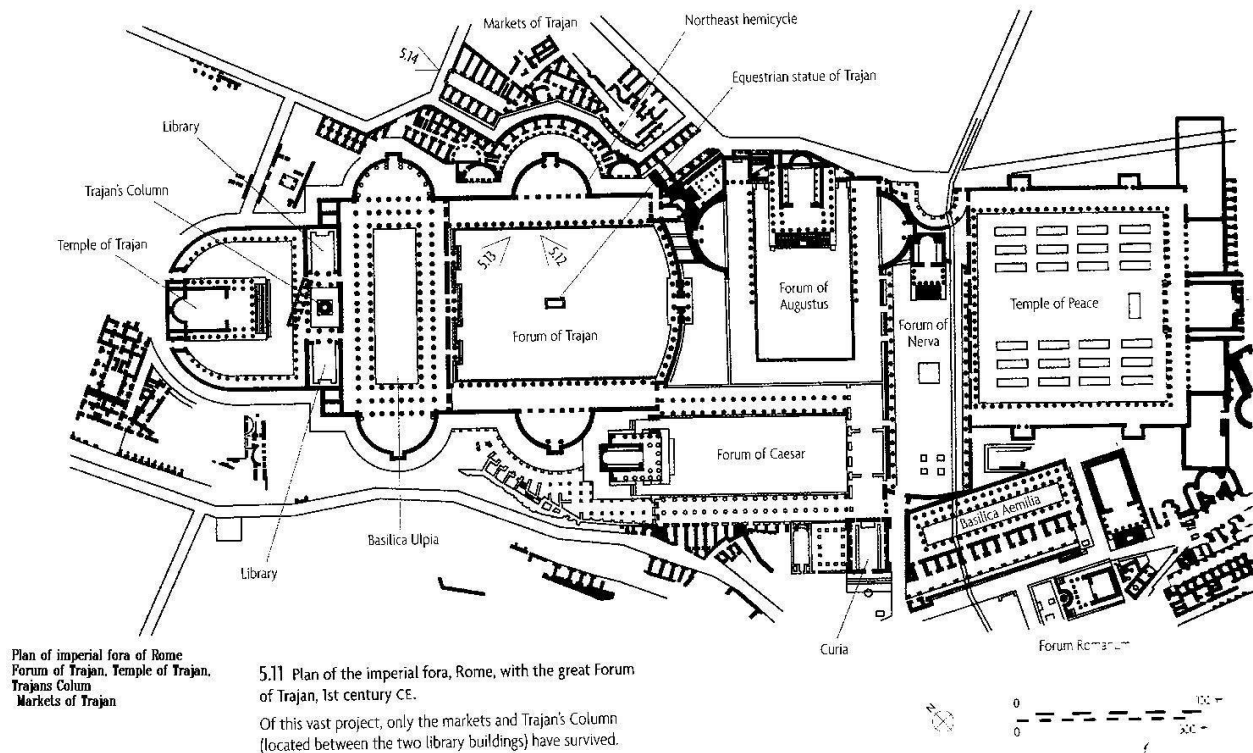 Markets of Trajan
Northeast hemicycle
5.14
Equestrian statue of Trajan
Library
Trajan's Column
Temple of Trajan
5.13
5.12
Forum of Trajan
Forum of
Augustus
Forum of
Nerva
Temple of Peace
Forum of Caesar
Basilica Aemilia
Basilica Ulpia
Library
Curia
Forum Romanum
Plan of imperial fora of Rome
Forum of Trajan, Temple of Trajan,
Trajans Colum
Markets of Trajan
5.11 Plan of the imperial fora, Rome, with the great Forum
of Trajan, 1st century CE.
Of this vast project, only the markets and Trajan's Column
(located between the two library buildings) have survived.
N
0 100 m
0 300